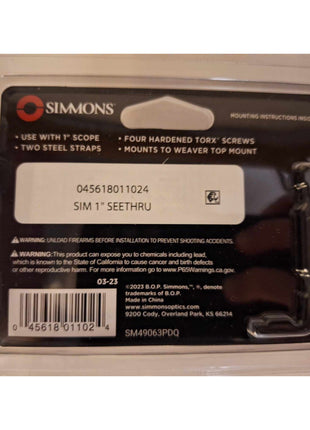 SIMMONS®
MOUNTING INSTRUCTIONS INSID
• USE WITH 1" SCOPE
• TWO STEEL STRAPS
• FOUR HARDENED TORX® SCREWS
• MOUNTS TO WEAVER TOP MOUNT
045618011024
SIM 1" SEETHRU
WARNING: UNLOAD FIREARMS BEFORE INSTALLATION TO PREVENT SHOOTING ACCIDENTS.
WARNING: This product can expose you to chemicals including lead,
which is known to the State of California to cause cancer and birth defects
or other reproductive harm. For more info go to www.P65Warnings.ca.gov.
03-23
©2023 B.O.P. Simmons,™, ®, denote
trademarks of B.O.P.
Made in China
www.simmonsoptics.com
9200 Cody, Overland Park, KS 66214
0 45618 01102 4
SM49063PDQ